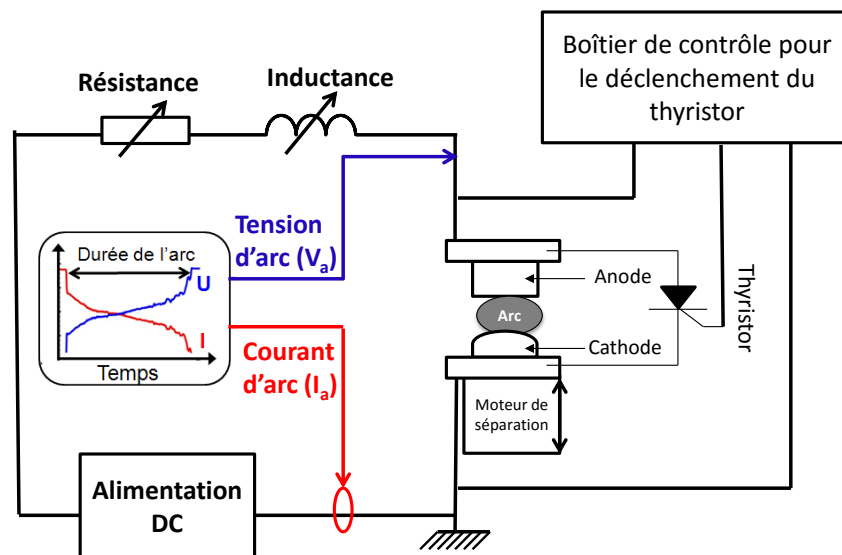 Boîtier de contrôle pour
le déclenchement du
thyristor
Résistance
Inductance
Tension
d'arc (Va)
Durée de l'arc
U
I
Temps
Courant
d'arc (Ia)
Anode
Arc
Cathode
Thyristor
Moteur de
séparation
Alimentation
DC